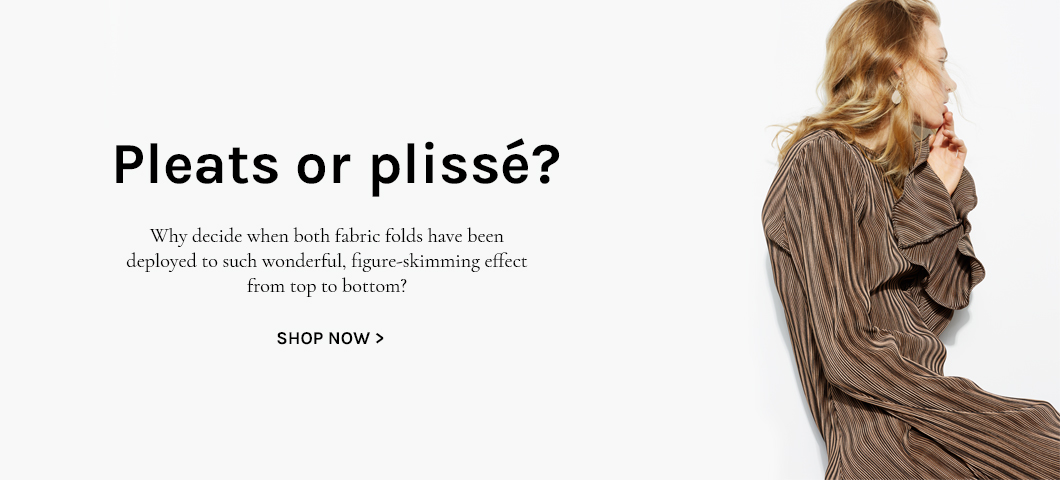 Pleats or plissé?
Why decide when both fabric folds have been
deployed to such wonderful, figure-skimming effect
from top to bottom?
SHOP NOW >